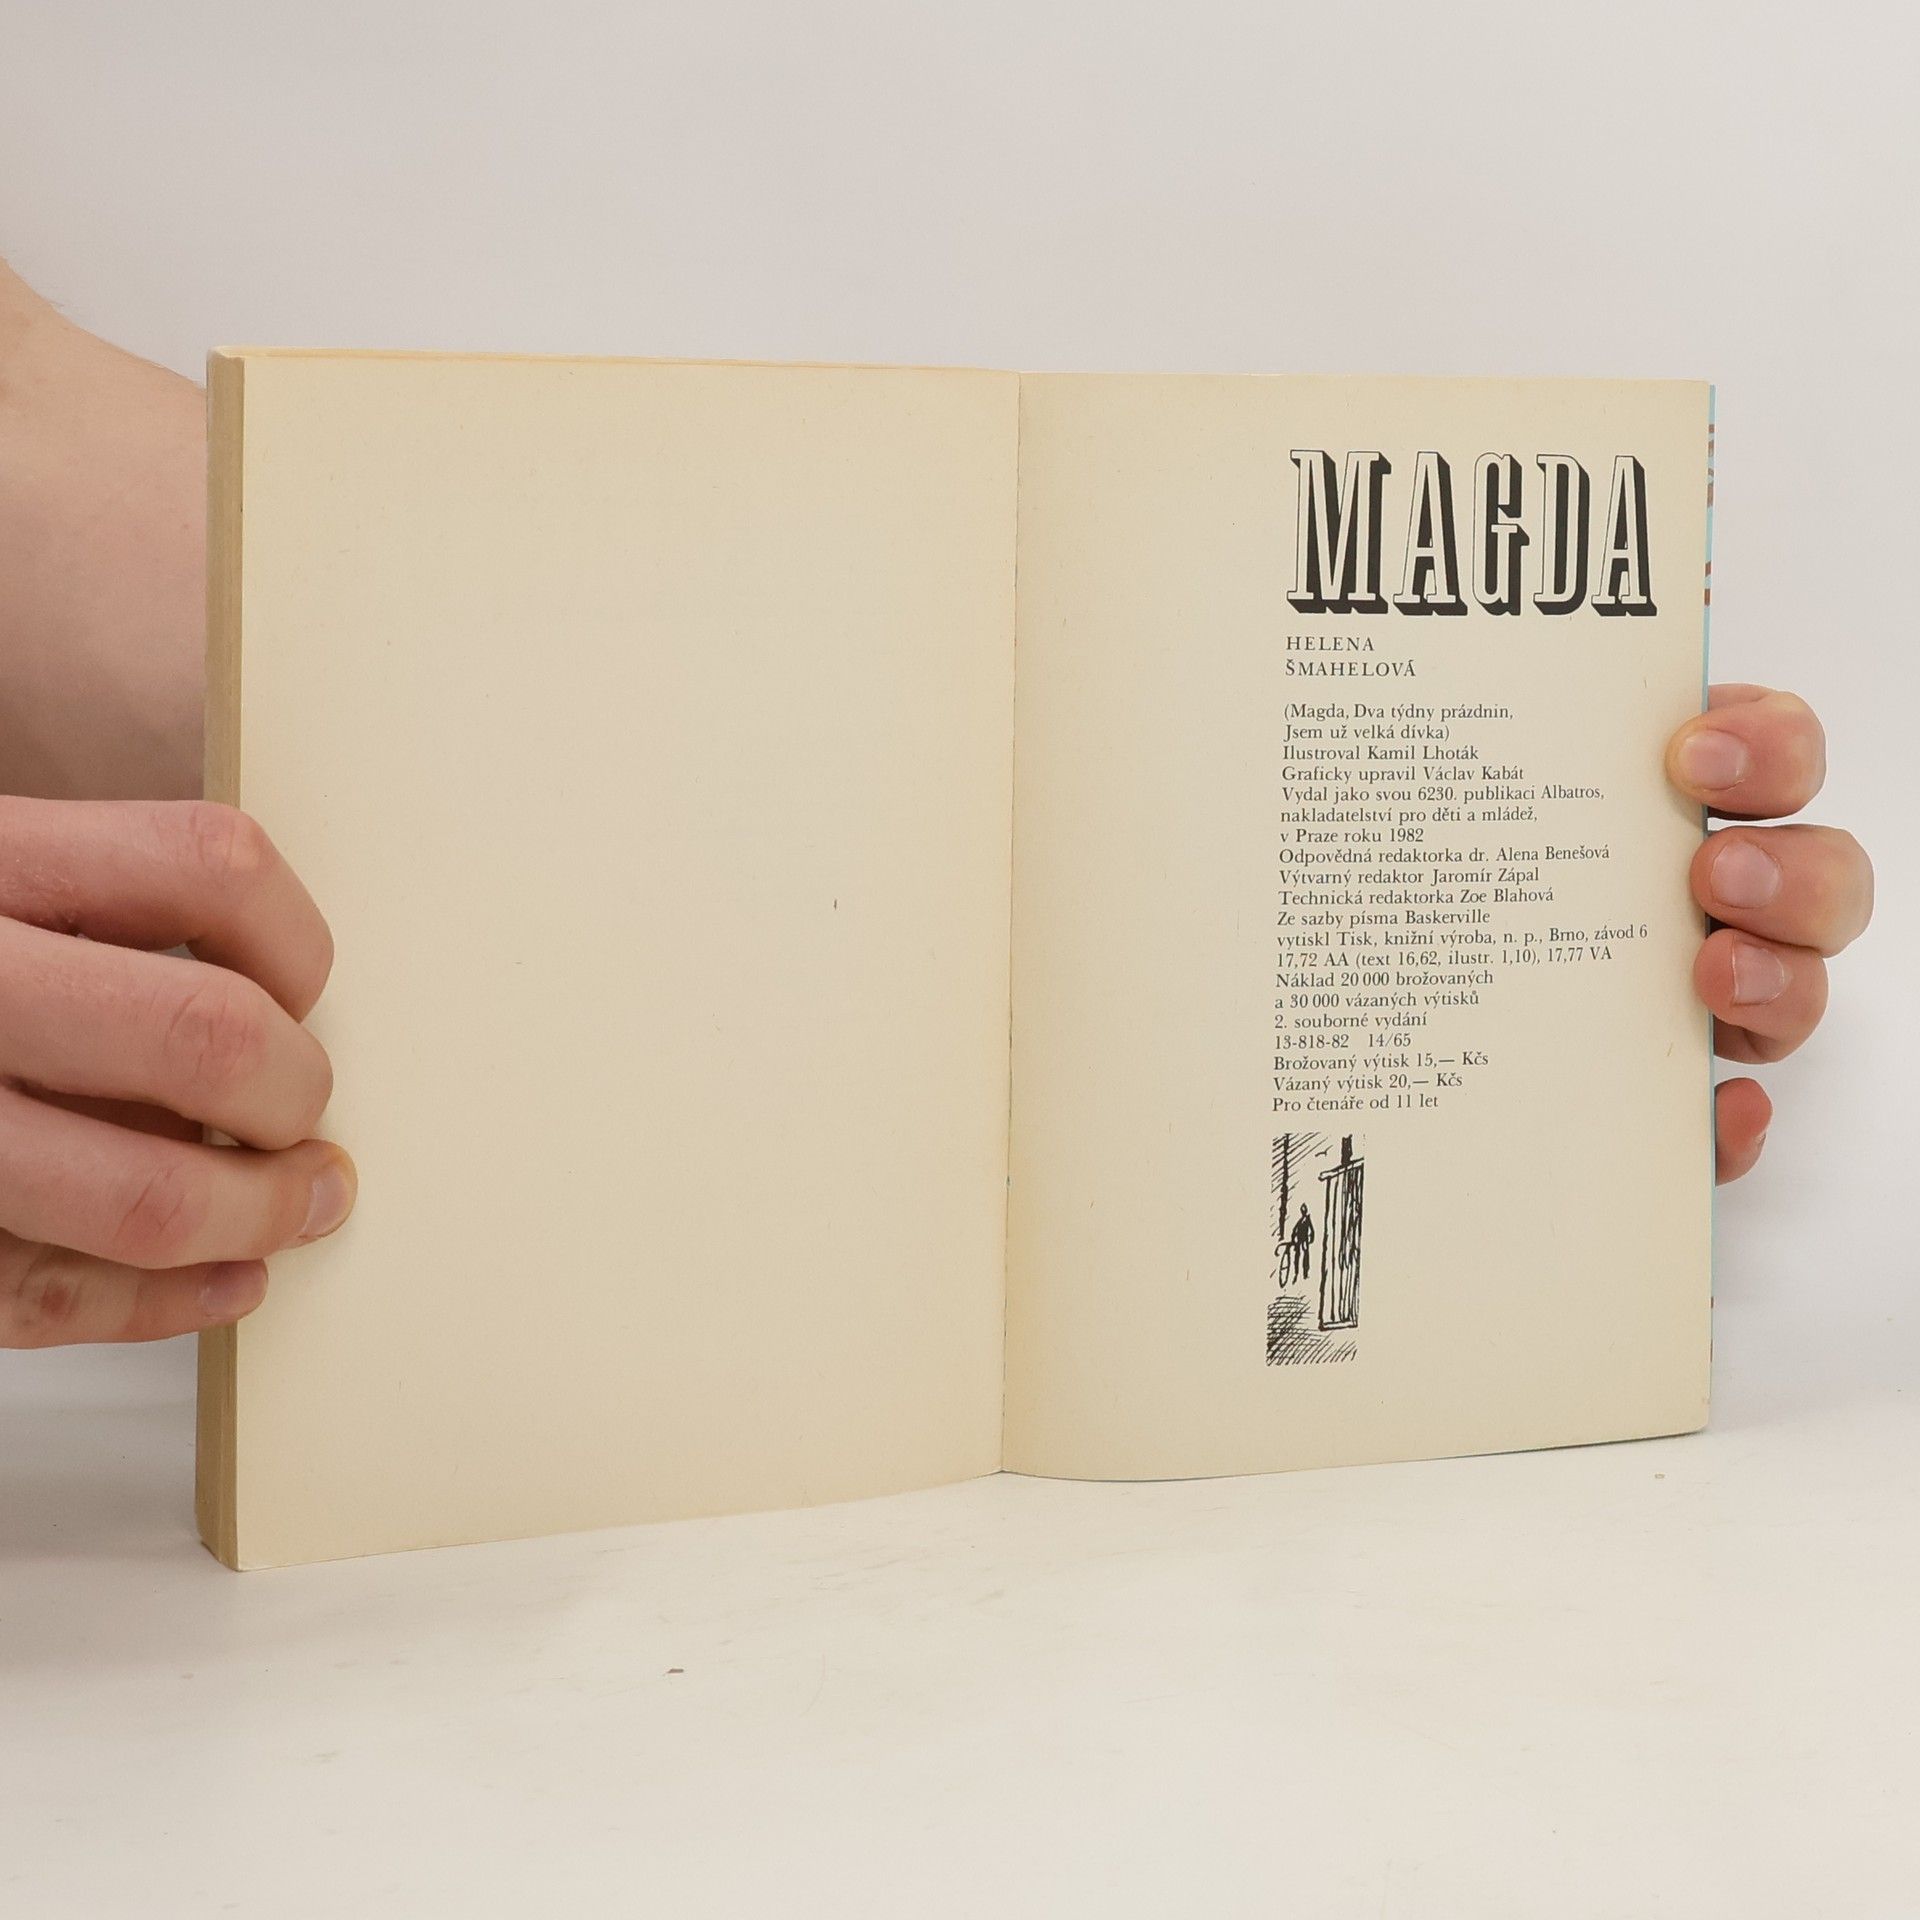 MAGDA
HELENA
ŠMAHELOVÁ
(Magda, Dva týdny prázdnin,
Jsem už velká dívka)
Ilustroval Kamil Lhoták
Graficky upravil Václav Kabát
Vydal jako svou 6230. publikaci Albatros,
nakladatelství pro děti a mládež,
v Praze roku 1982
Odpovědná redaktorka dr. Alena Benešová
Výtvarný redaktor Jaromír Zápal
Technická redaktorka Zoe Blahová
Ze sazby písma Baskerville
vytiskl Tisk, knižní výroba, n. p., Brno, závod 6
17,72 AA (text 16,62, ilustr. 1,10), 17,77 VA
Náklad 20 000 brožovaných
a 30 000 vázaných výtisků
2. souborné vydání
13-818-82 14/65
Brožovaný výtisk 15,— Kčs
Vázaný výtisk 20,— Kčs
Pro čtenáře od 11 let